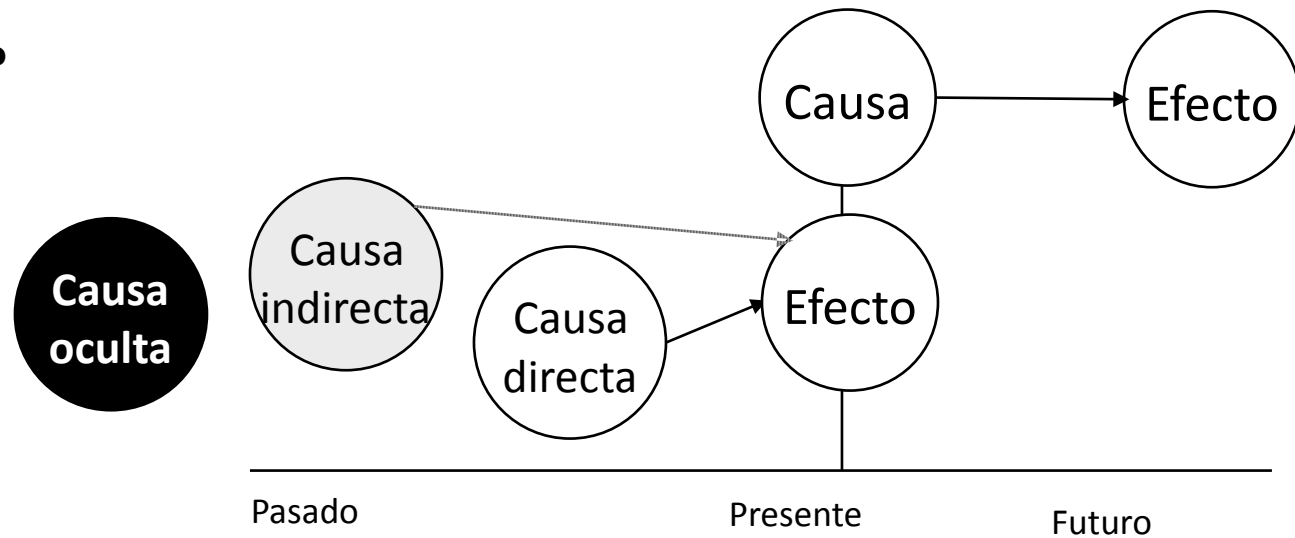 Causa
Efecto
Causa
oculta
Causa
indirecta
Causa
directa
Efecto
Pasado
Presente
Futuro